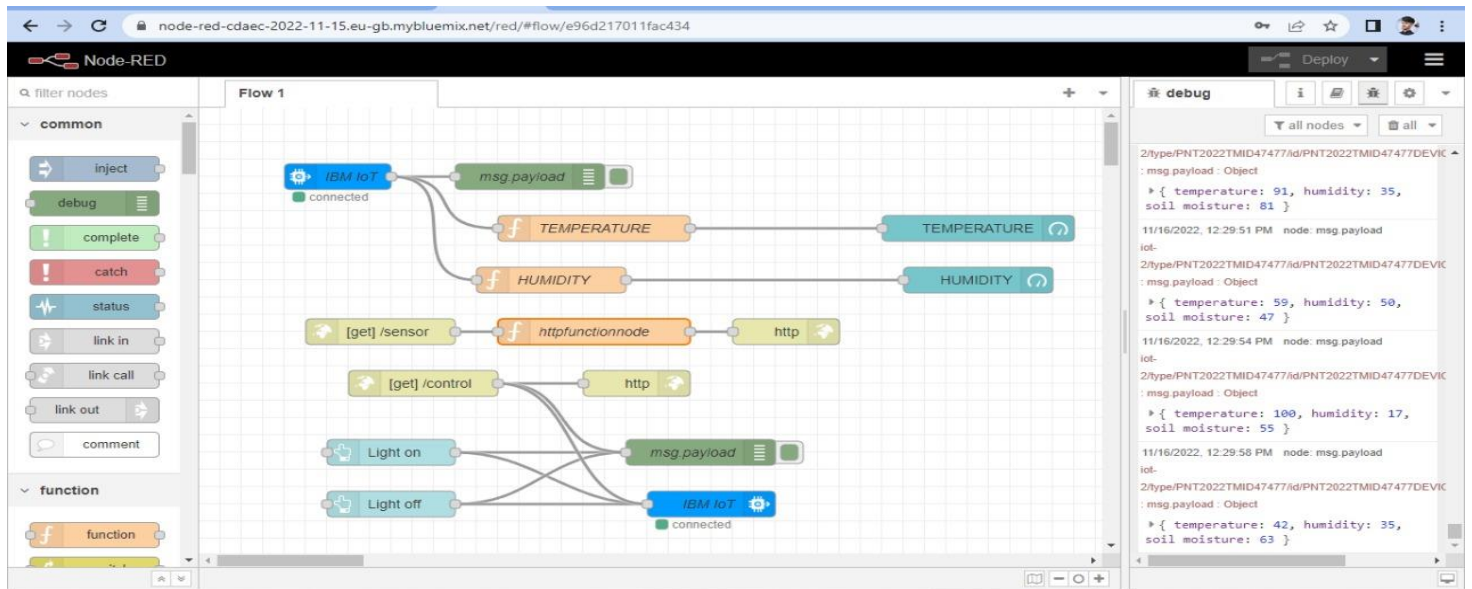 node-red-cdaec-2022-11-15.eu-gb.mybluemix.net/red/#flow/e96d217011fac434
Node-RED
Deploy
filter nodes
Flow 1
debug
i
all nodes
all
common
inject
debug
complete
catch
status
link in
link call
link out
comment
function
function
IBM IoT
connected
msg.payload
TEMPERATURE
TEMPERATURE
HUMIDITY
HUMIDITY
[get] /sensor
httpfunctionnode
http
[get] /control
http
Light on
msg.payload
Light off
IBM IoT
connected
2/type/PNT2022TMID47477/id/PNT2022TMID47477DEVIC
: msg.payload : Object
{ temperature: 91, humidity: 35,
soil moisture: 81 }
11/16/2022, 12:29:51 PM node: msg.payload
iot-
2/type/PNT2022TMID47477/id/PNT2022TMID47477DEVIC
: msg.payload : Object
{ temperature: 59, humidity: 50,
soil moisture: 47 }
11/16/2022, 12:29:54 PM node: msg.payload
iot-
2/type/PNT2022TMID47477/id/PNT2022TMID47477DEVIC
: msg.payload : Object
{ temperature: 100, humidity: 17,
soil moisture: 55 }
11/16/2022, 12:29:58 PM node: msg.payload
iot-
2/type/PNT2022TMID47477/id/PNT2022TMID47477DEVIC
: msg.payload : Object
{ temperature: 42, humidity: 35,
soil moisture: 63 }